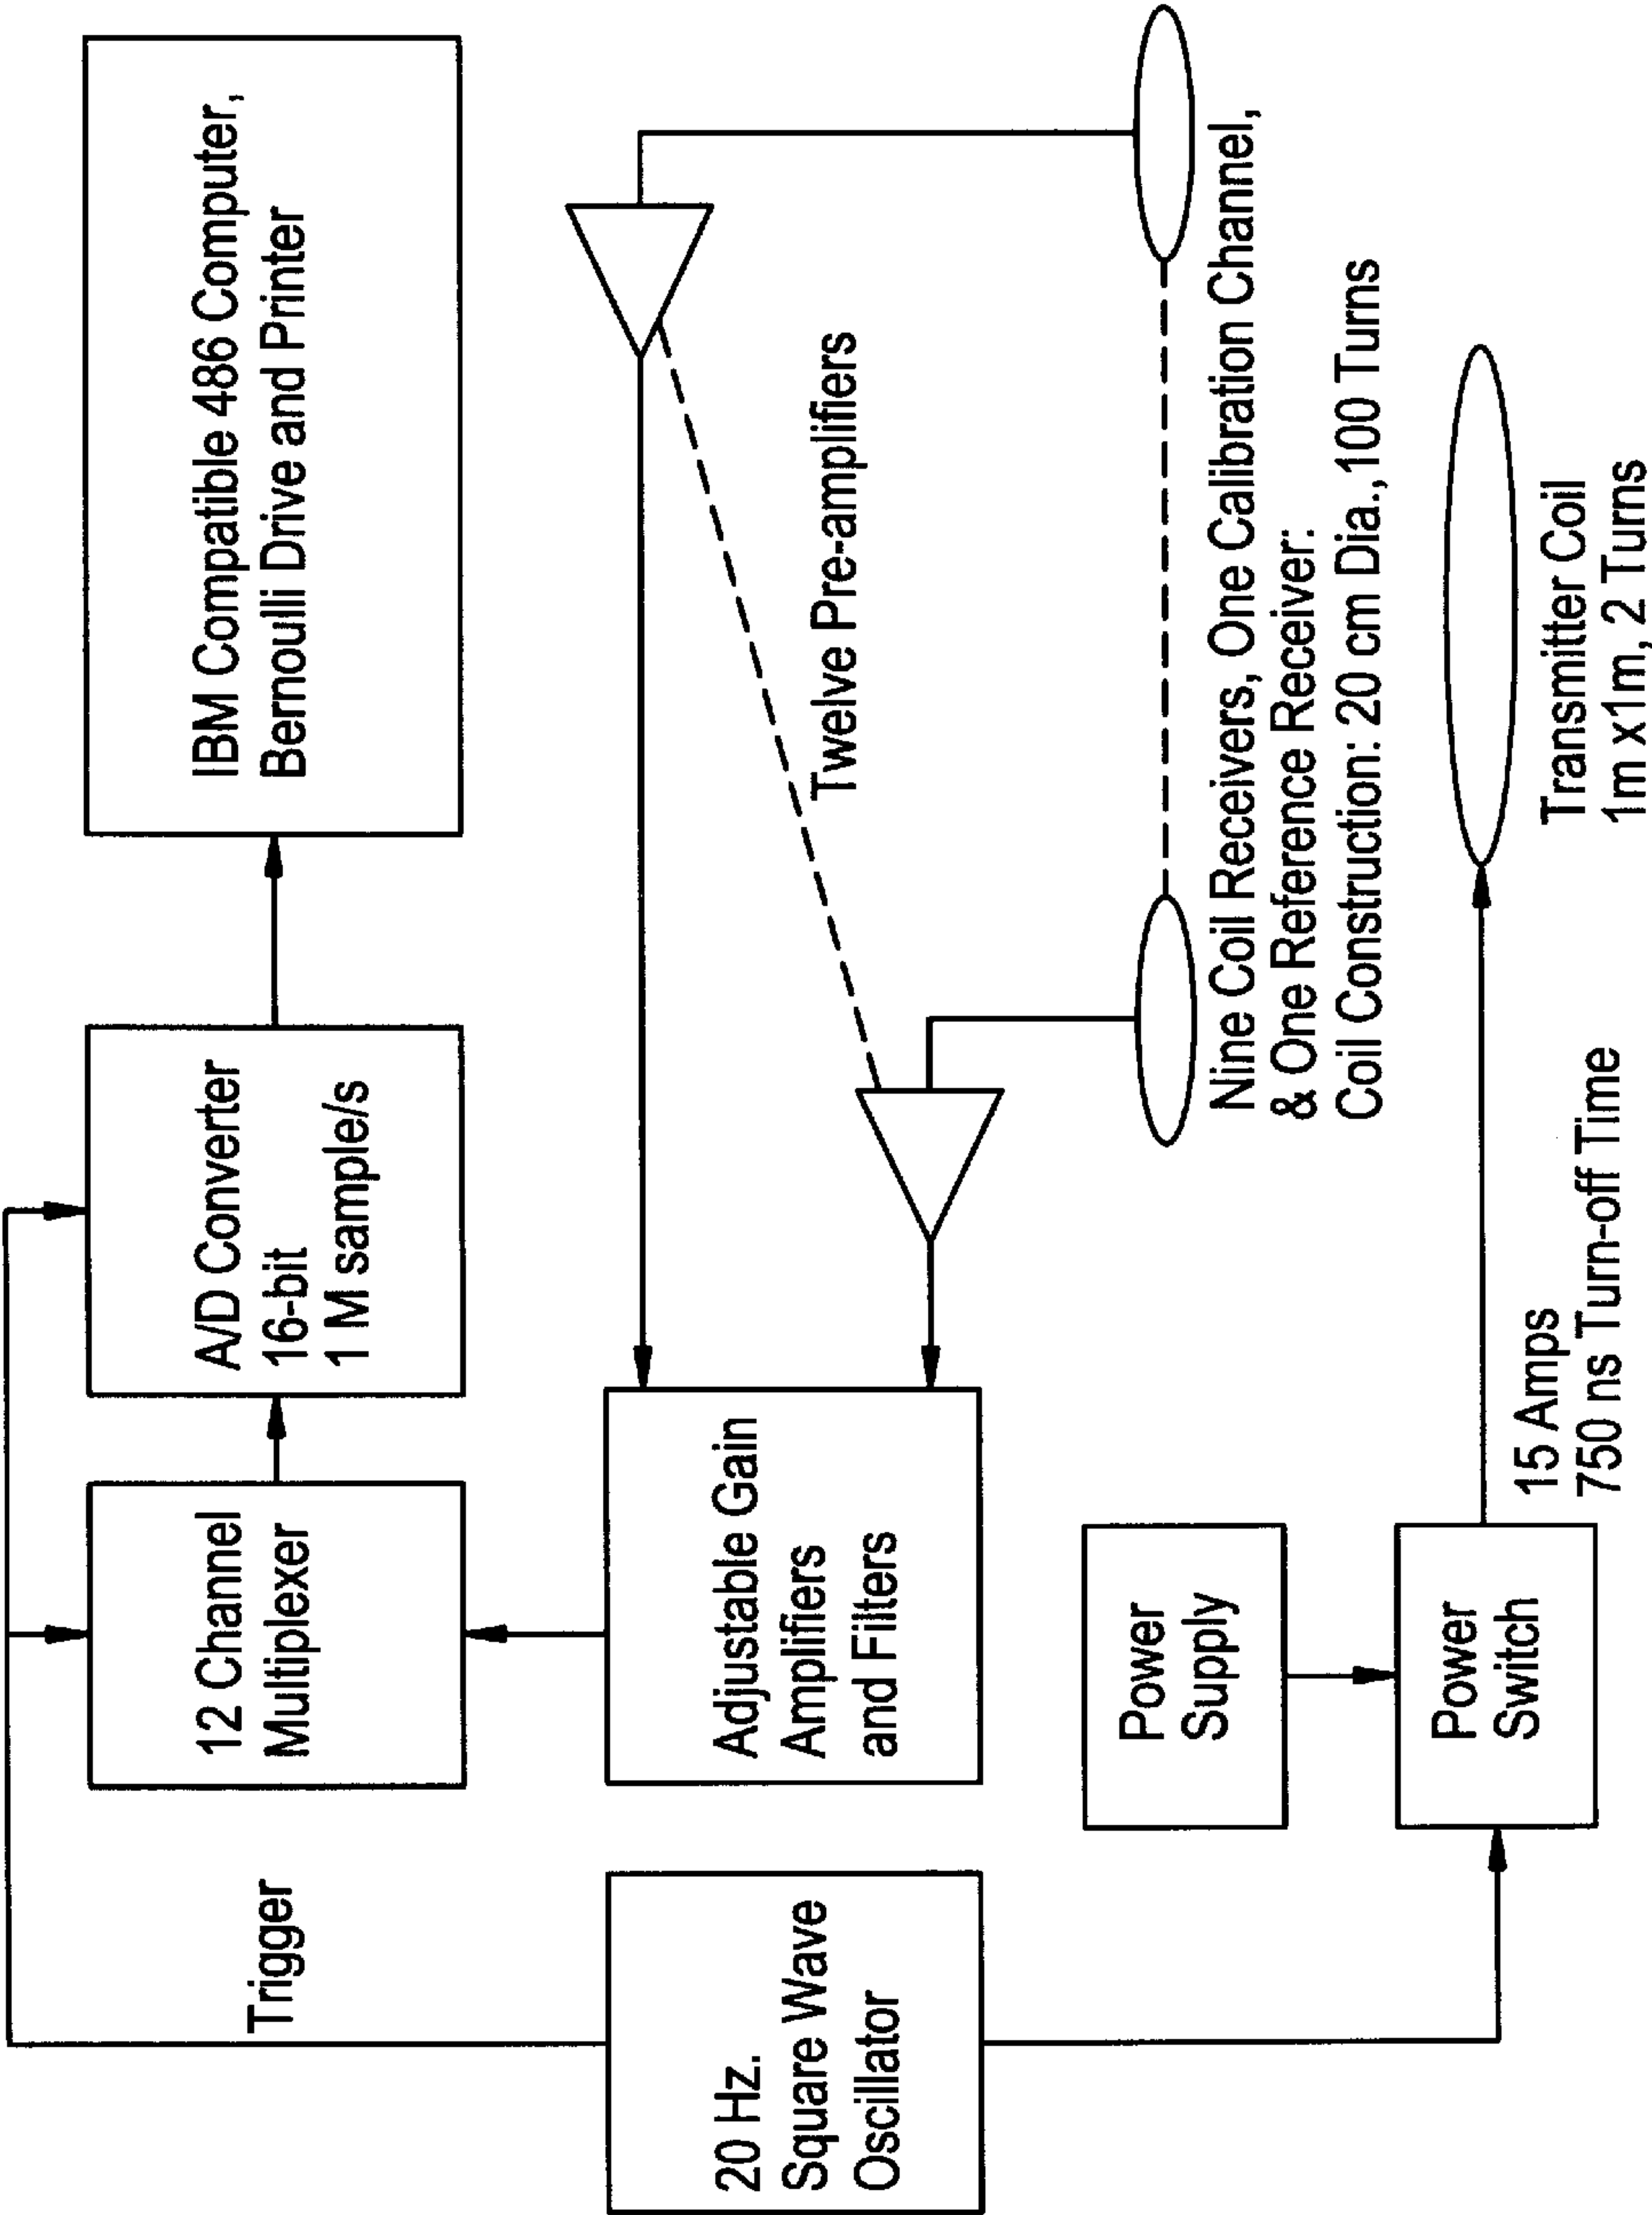 Trigger
12 Channel
Multiplexer
A/D Converter
16-bit
1 M sample/s
IBM Compatible 486 Computer,
Bernoulli Drive and Printer
20 Hz.
Square Wave
Oscillator
Adjustable Gain
Amplifiers
and Filters
Twelve Pre-amplifiers
Nine Coil Receivers, One Calibration Channel,
& One Reference Receiver:
Coil Construction: 20 cm Dia.,100 Turns
Power
Supply
Power
Switch
15 Amps
750 ns Turn-off Time
Transmitter Coil
1m x1m, 2 Turns